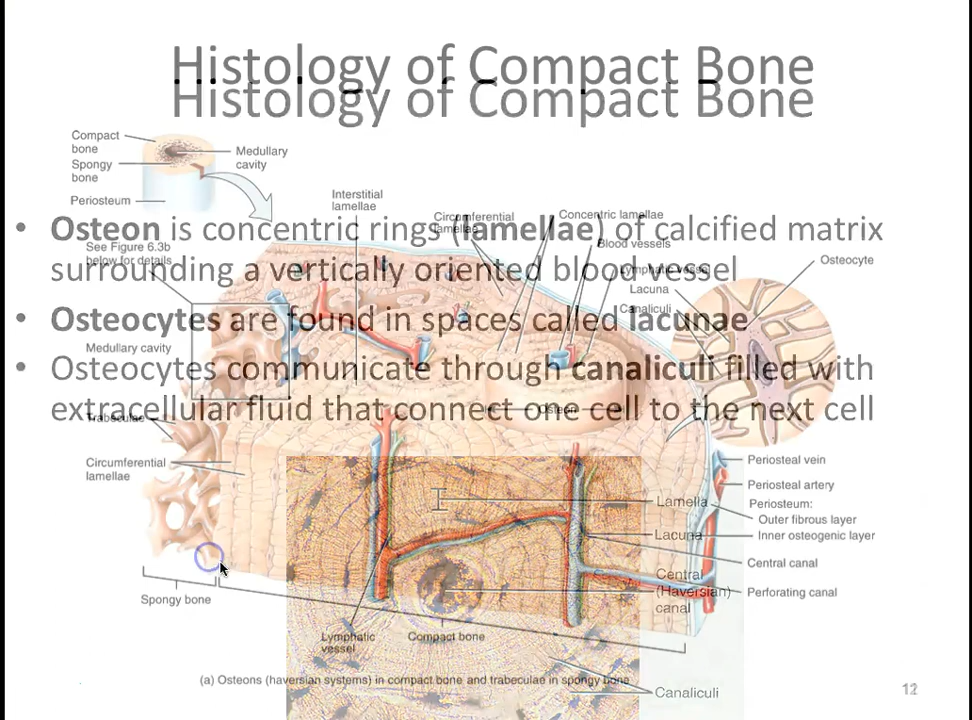 Histology of Compact Bone
Histology of Compact Bone
Compact
bone
Spongy
bone
Periosteum
Medullary
cavity
Interstitial
lamellae
Circumferential
lamellae
Concentric lamellae
Blood vessels
Lymphatic vessel
Lacuna
Canaliculi
Osteocyte
• Osteon is concentric rings (lamellae) of calcified matrix
surrounding a vertically oriented blood vessel
See Figure 6.3b
below for details
• Osteocytes are found in spaces called lacunae
Medullary cavity
• Osteocytes communicate through canaliculi filled with
extracellular fluid that connect one cell to the next cell
Osteon
Trabeculae
Circumferential
lamellae
Periosteal vein
Periosteal artery
Periosteum:
Outer fibrous layer
Inner osteogenic layer
Central canal
Perforating canal
Lamella
Lacuna
Central
(Haversian)
canal
Spongy bone
Lymphatic
vessel
Compact bone
(a) Osteons (haversian systems) in compact bone and trabeculae in spongy bone
Canaliculi